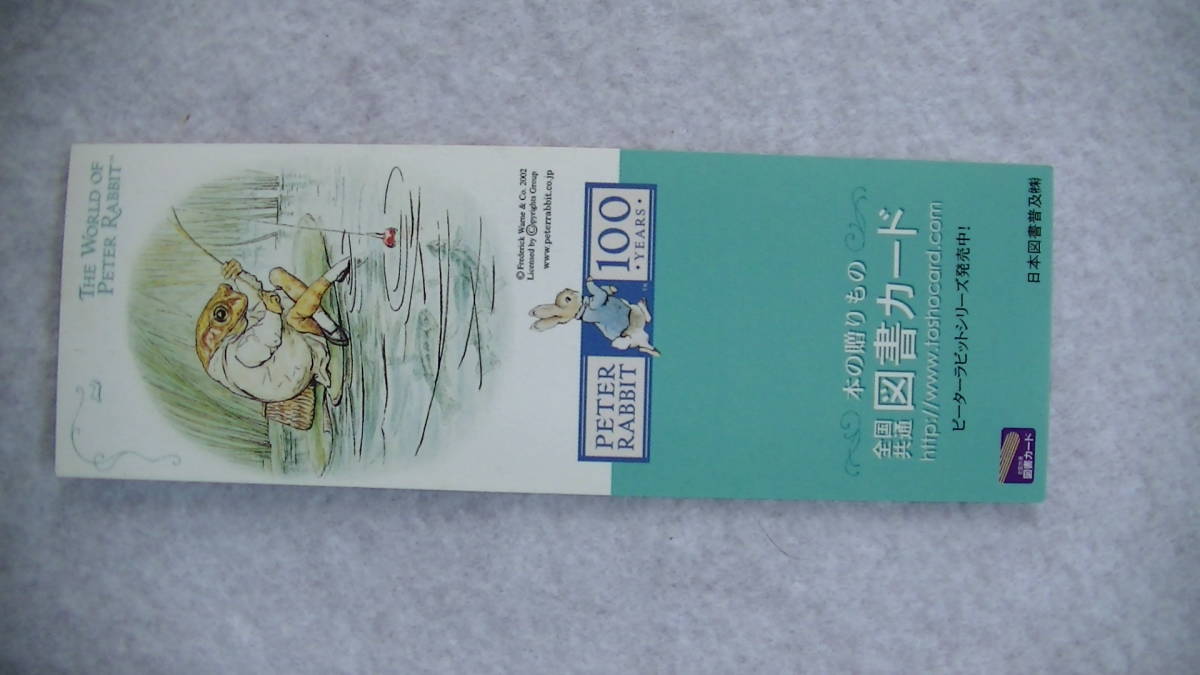 THE WORLD OF
PETER RABBIT™
© Frederick Warne & Co. 2002
Licensed by Ⓒopyrights Group
www.peterrabbit.co.jp
PETER
RABBIT
100
・YEARS・
TM
本の贈りもの
全国
共通
図書カード
http://www.toshocard.com
ピーターラビットシリーズ発売中!
図書カード
日本図書普及㈱